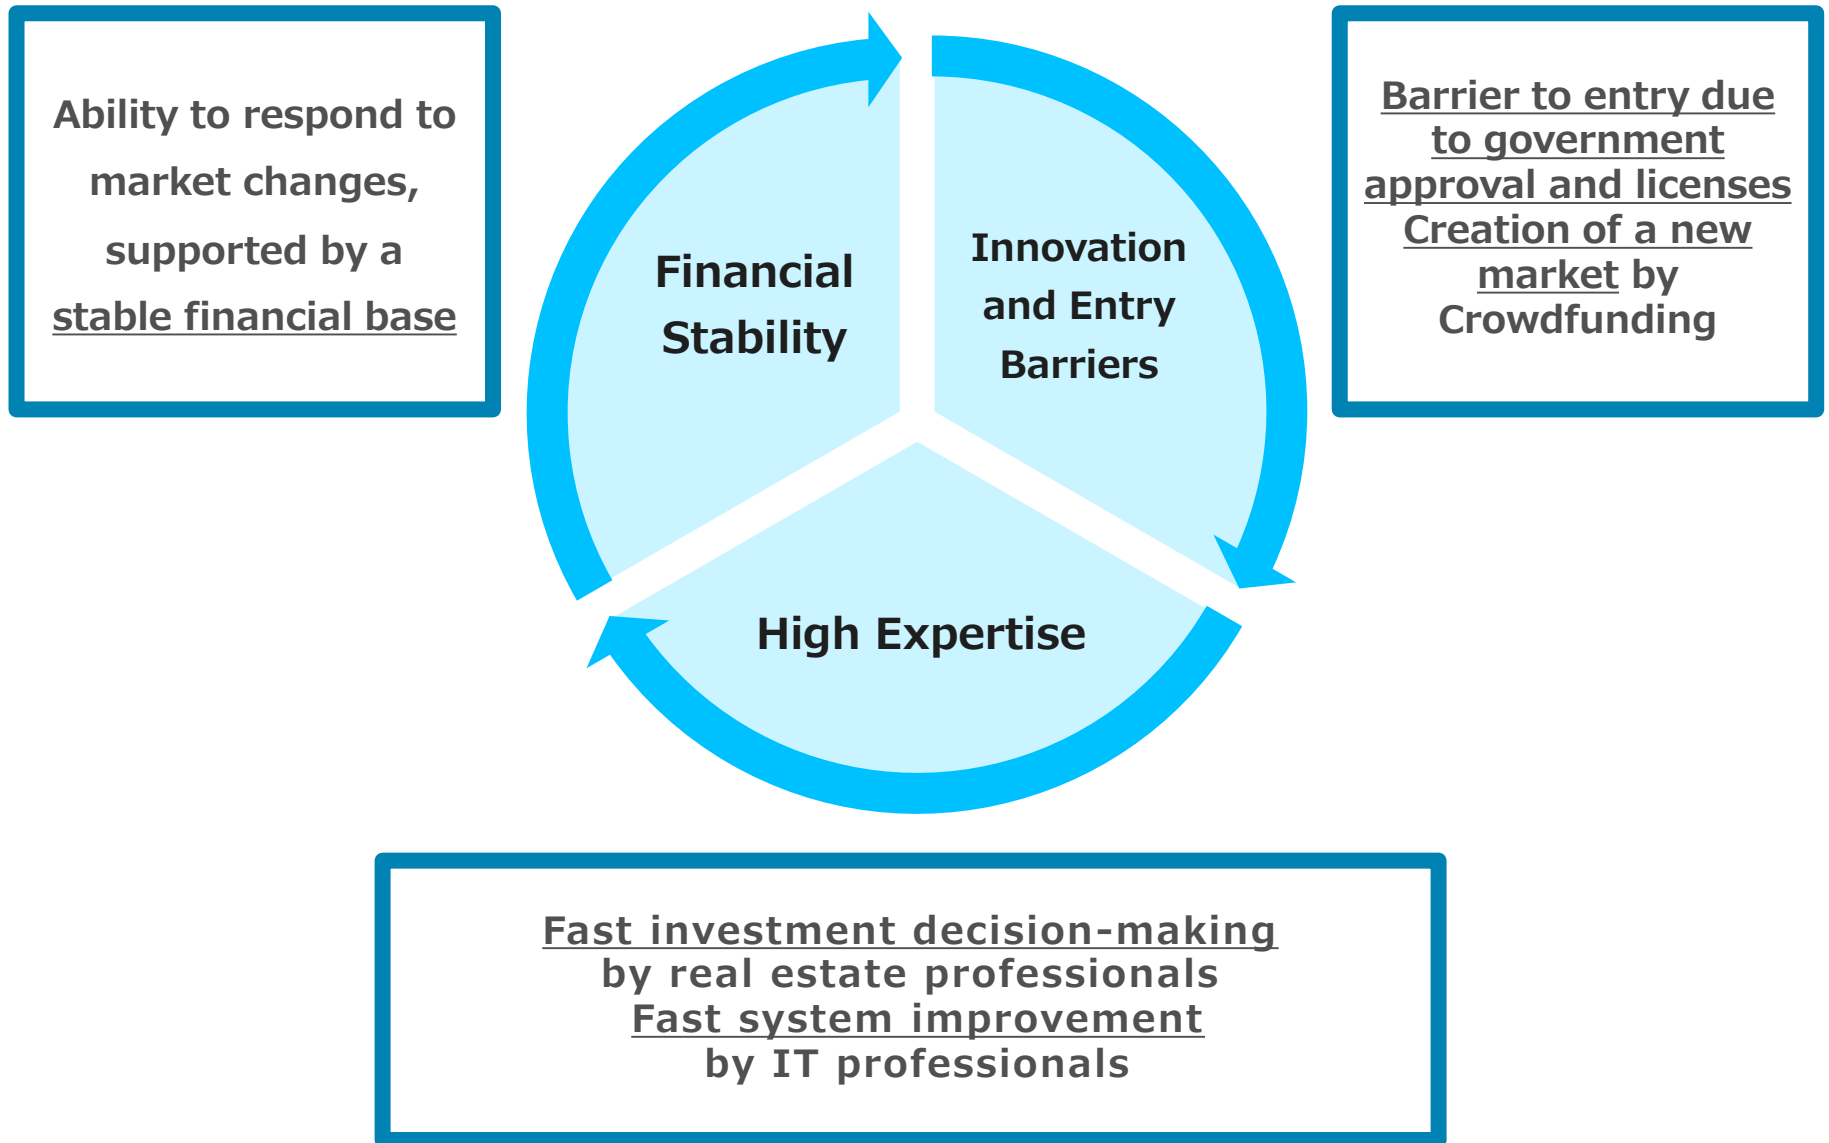 Ability to respond to
market changes,
supported by a
stable financial base
Financial
Stability
Innovation
and Entry
Barriers
Barrier to entry due
to government
approval and licenses
Creation of a new
market by
Crowdfunding
High Expertise
Fast investment decision-making
by real estate professionals
Fast system improvement
by IT professionals